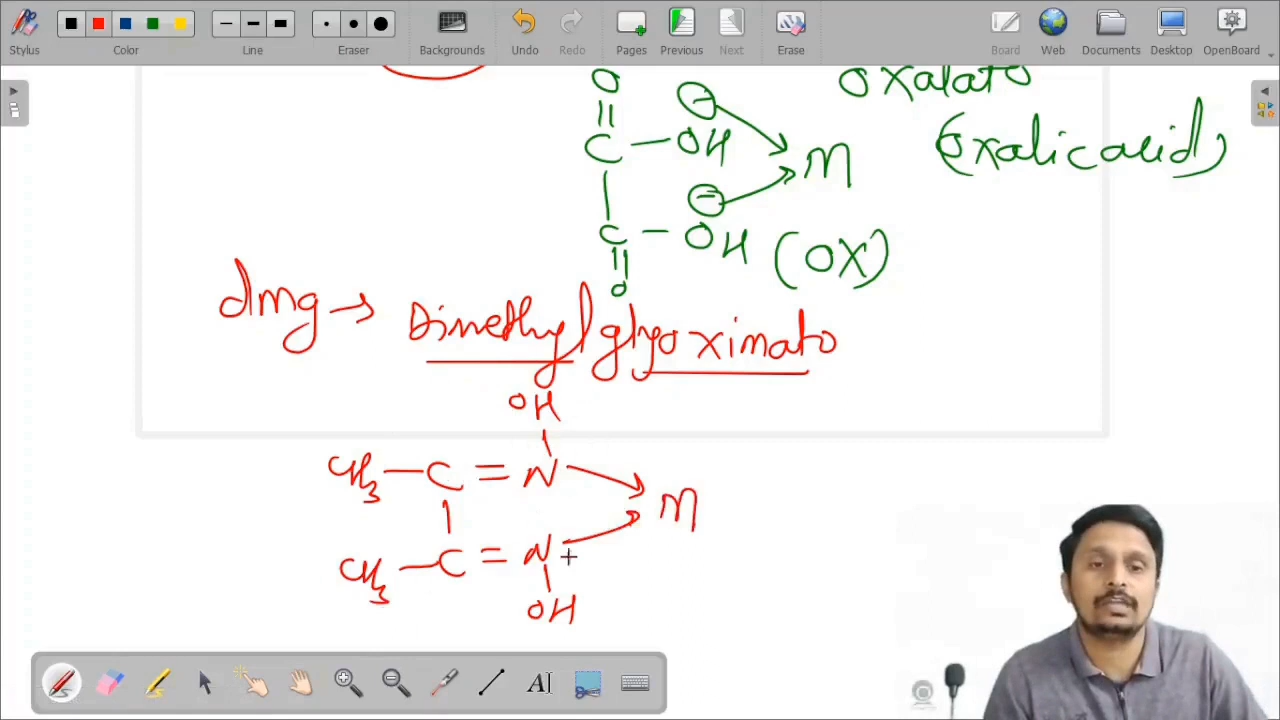 Stylus Color Line Eraser Backgrounds Undo Redo Pages Previous Next Erase Board Web Documents Desktop OpenBoard
O
oxalato
C — OH
M
(oxalic acid)
C — OH
(OX)
O
dmg → Dimethylglyoximato
OH
CH3 — C = N
M
CH3 — C = N
OH